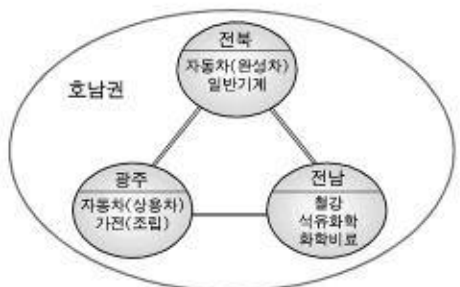 전북
자동차(완성차)
일반기계
호남권
광주
자동차(상용차)
가전(조립)
전남
철강
석유화학
화학비료